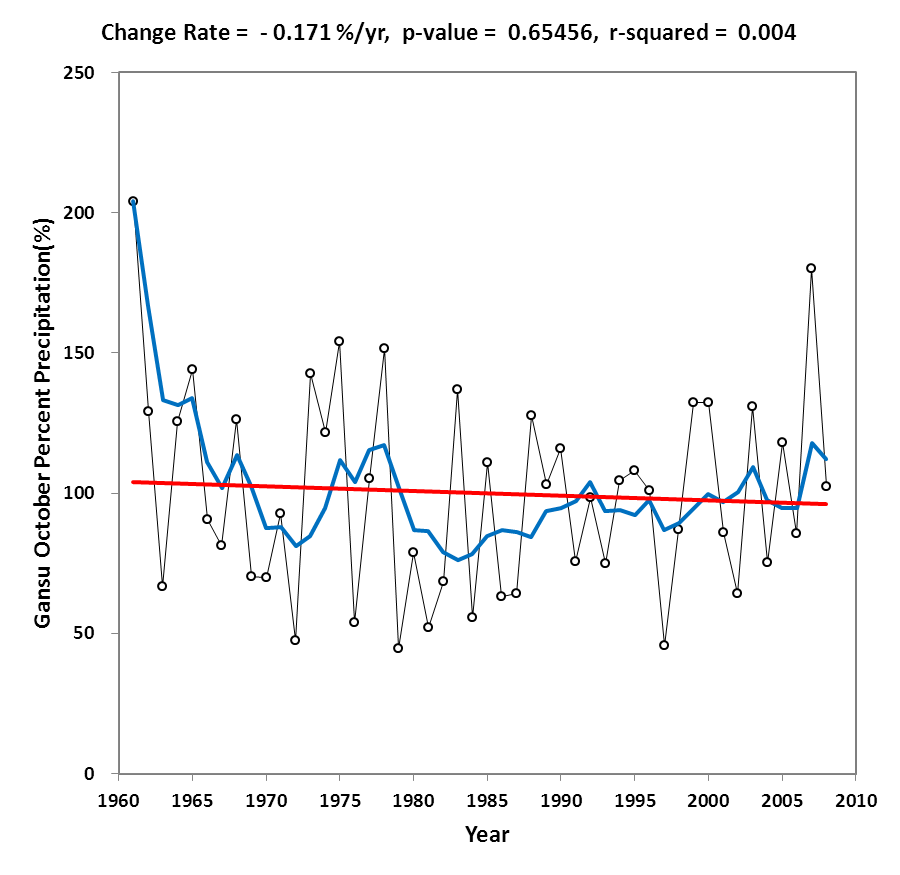 Change Rate = - 0.171 %/yr, p-value = 0.65456, r-squared = 0.004
250
200
150
100
50
0
Gansu October Percent Precipitation(%)
1960 1965 1970 1975 1980 1985 1990 1995 2000 2005 2010
Year